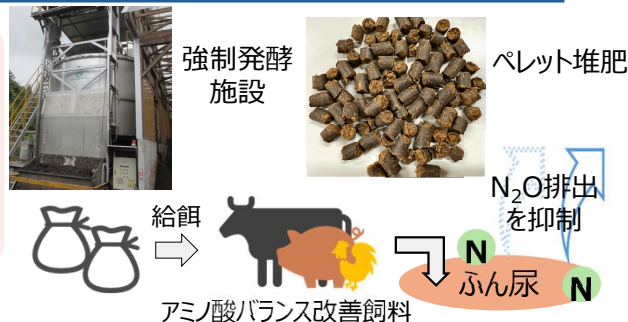 強制発酵
施設
ペレット堆肥
N₂O排出
を抑制
給餌
N
ふん尿
N
アミノ酸バランス改善飼料